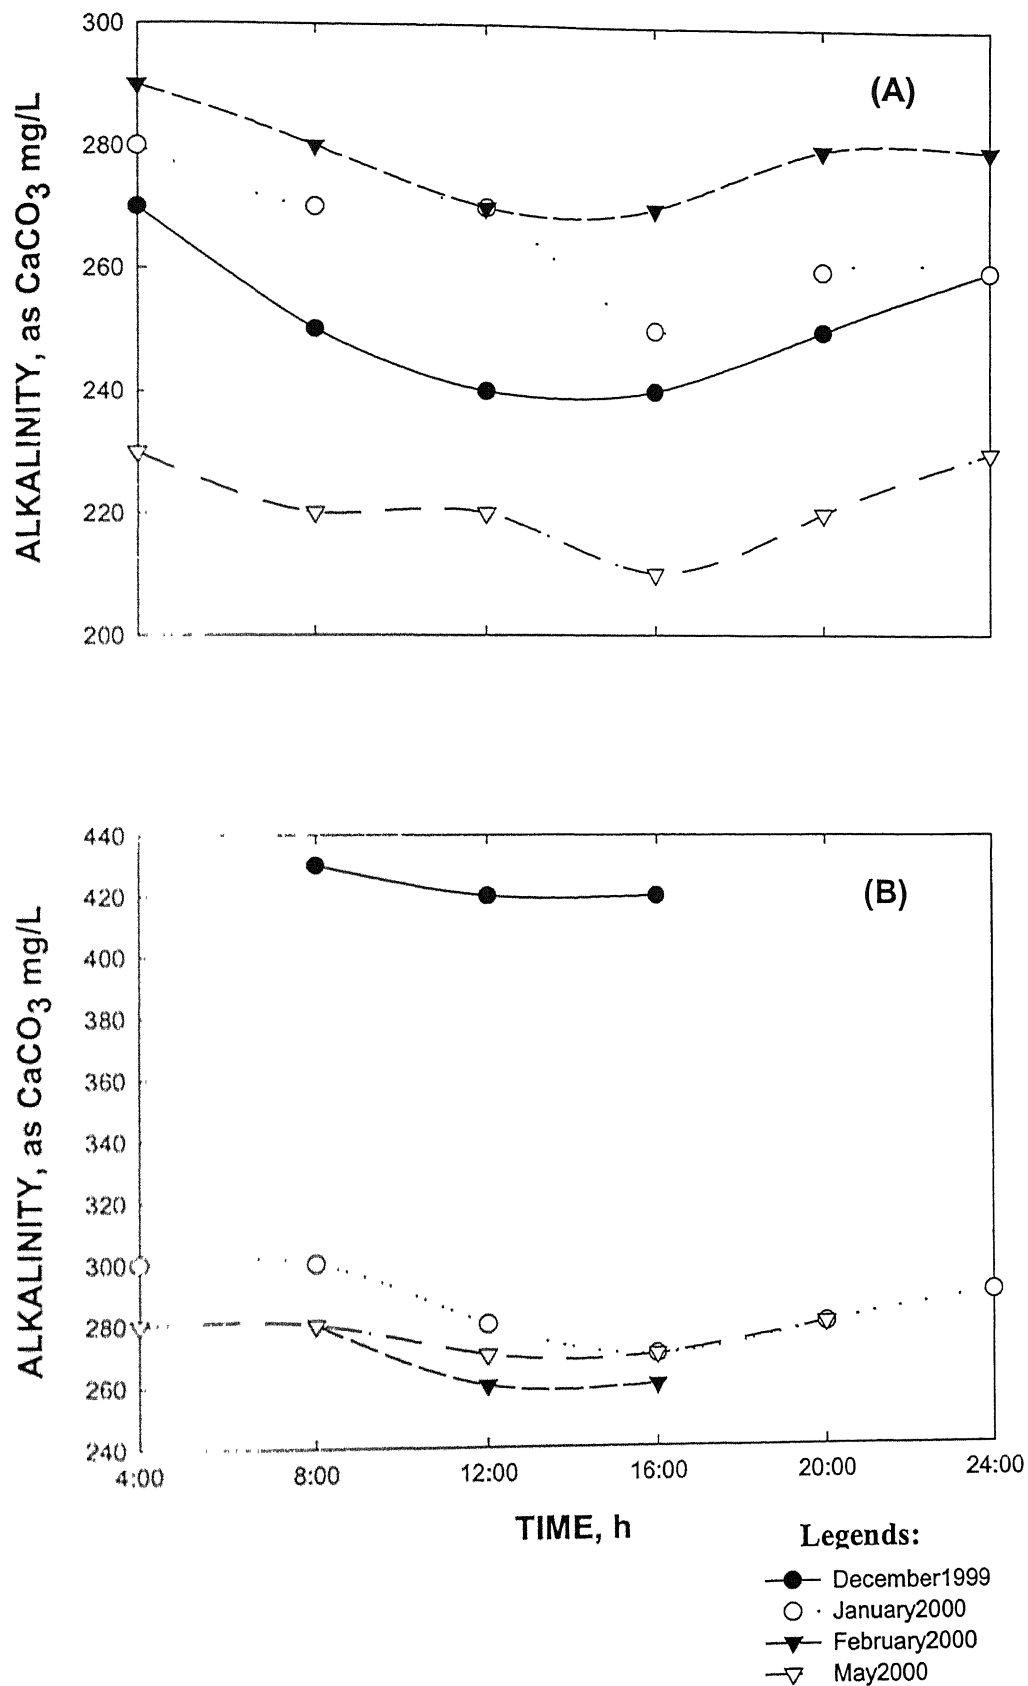 300
(A)
280
260
240
220
200
ALKALINITY, as CaCO3 mg/L
440
(B)
420
400
380
360
340
320
300
280
260
240
ALKALINITY, as CaCO3 mg/L
4:00 8:00 12:00 16:00 20:00 24:00
TIME, h
Legends:
December1999
January2000
February2000
May2000